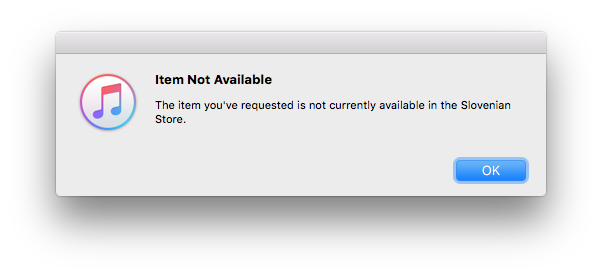 Item Not Available
The item you've requested is not currently available in the Slovenian
Store.
OK